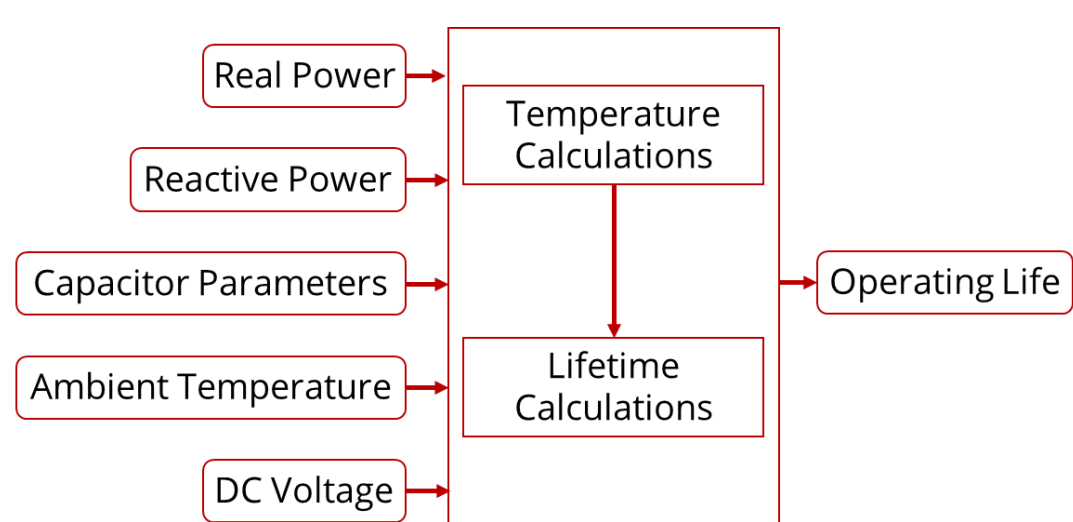 Real Power
Temperature
Calculations
Reactive Power
Capacitor Parameters
Operating Life
Lifetime
Calculations
Ambient Temperature
DC Voltage